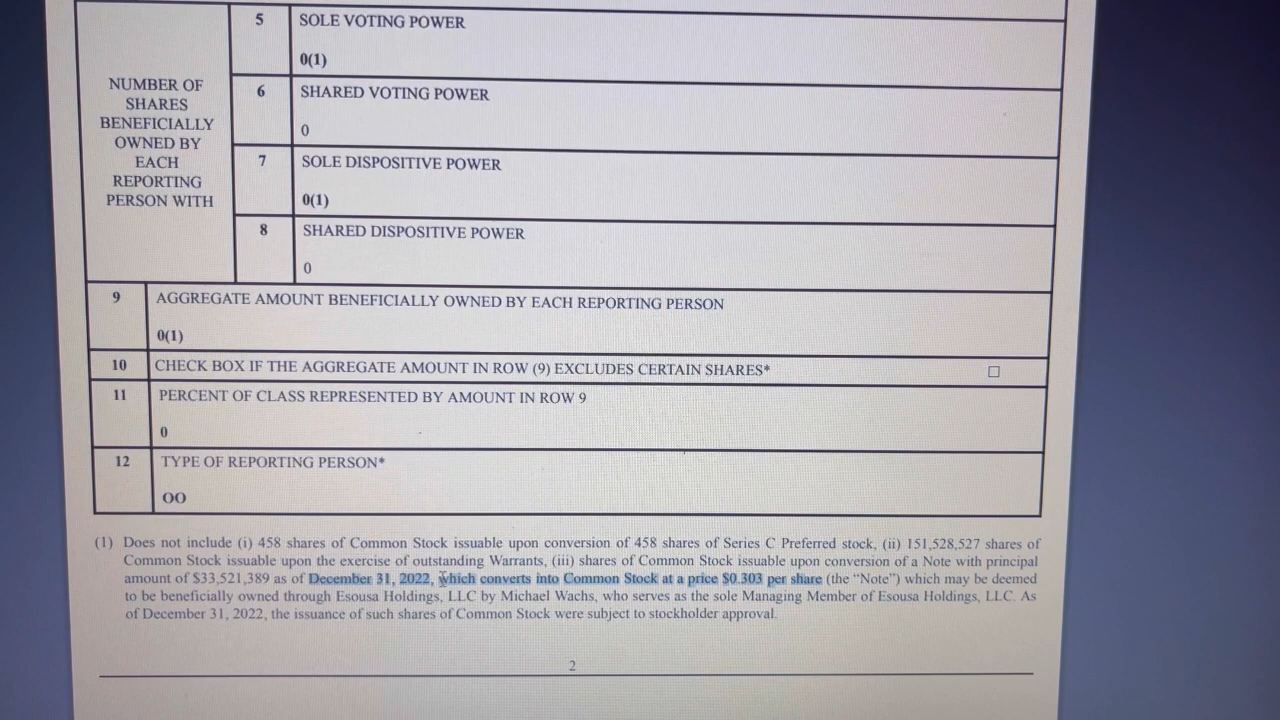 NUMBER OF
SHARES
BENEFICIALLY
OWNED BY
EACH
REPORTING
PERSON WITH
5 SOLE VOTING POWER
0(1)
6 SHARED VOTING POWER
0
7 SOLE DISPOSITIVE POWER
0(1)
8 SHARED DISPOSITIVE POWER
0
9 AGGREGATE AMOUNT BENEFICIALLY OWNED BY EACH REPORTING PERSON
0(1)
10 CHECK BOX IF THE AGGREGATE AMOUNT IN ROW (9) EXCLUDES CERTAIN SHARES* ☐
11 PERCENT OF CLASS REPRESENTED BY AMOUNT IN ROW 9
0
12 TYPE OF REPORTING PERSON*
OO
(1) Does not include (i) 458 shares of Common Stock issuable upon conversion of 458 shares of Series C Preferred stock, (ii) 151,528,527 shares of
Common Stock issuable upon the exercise of outstanding Warrants, (iii) shares of Common Stock issuable upon conversion of a Note with principal
amount of $33,521,389 as of December 31, 2022, which converts into Common Stock at a price $0.303 per share (the “Note”) which may be deemed
to be beneficially owned through Esousa Holdings, LLC by Michael Wachs, who serves as the sole Managing Member of Esousa Holdings, LLC. As
of December 31, 2022, the issuance of such shares of Common Stock were subject to stockholder approval.
2